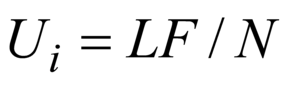 U_i = LF / N